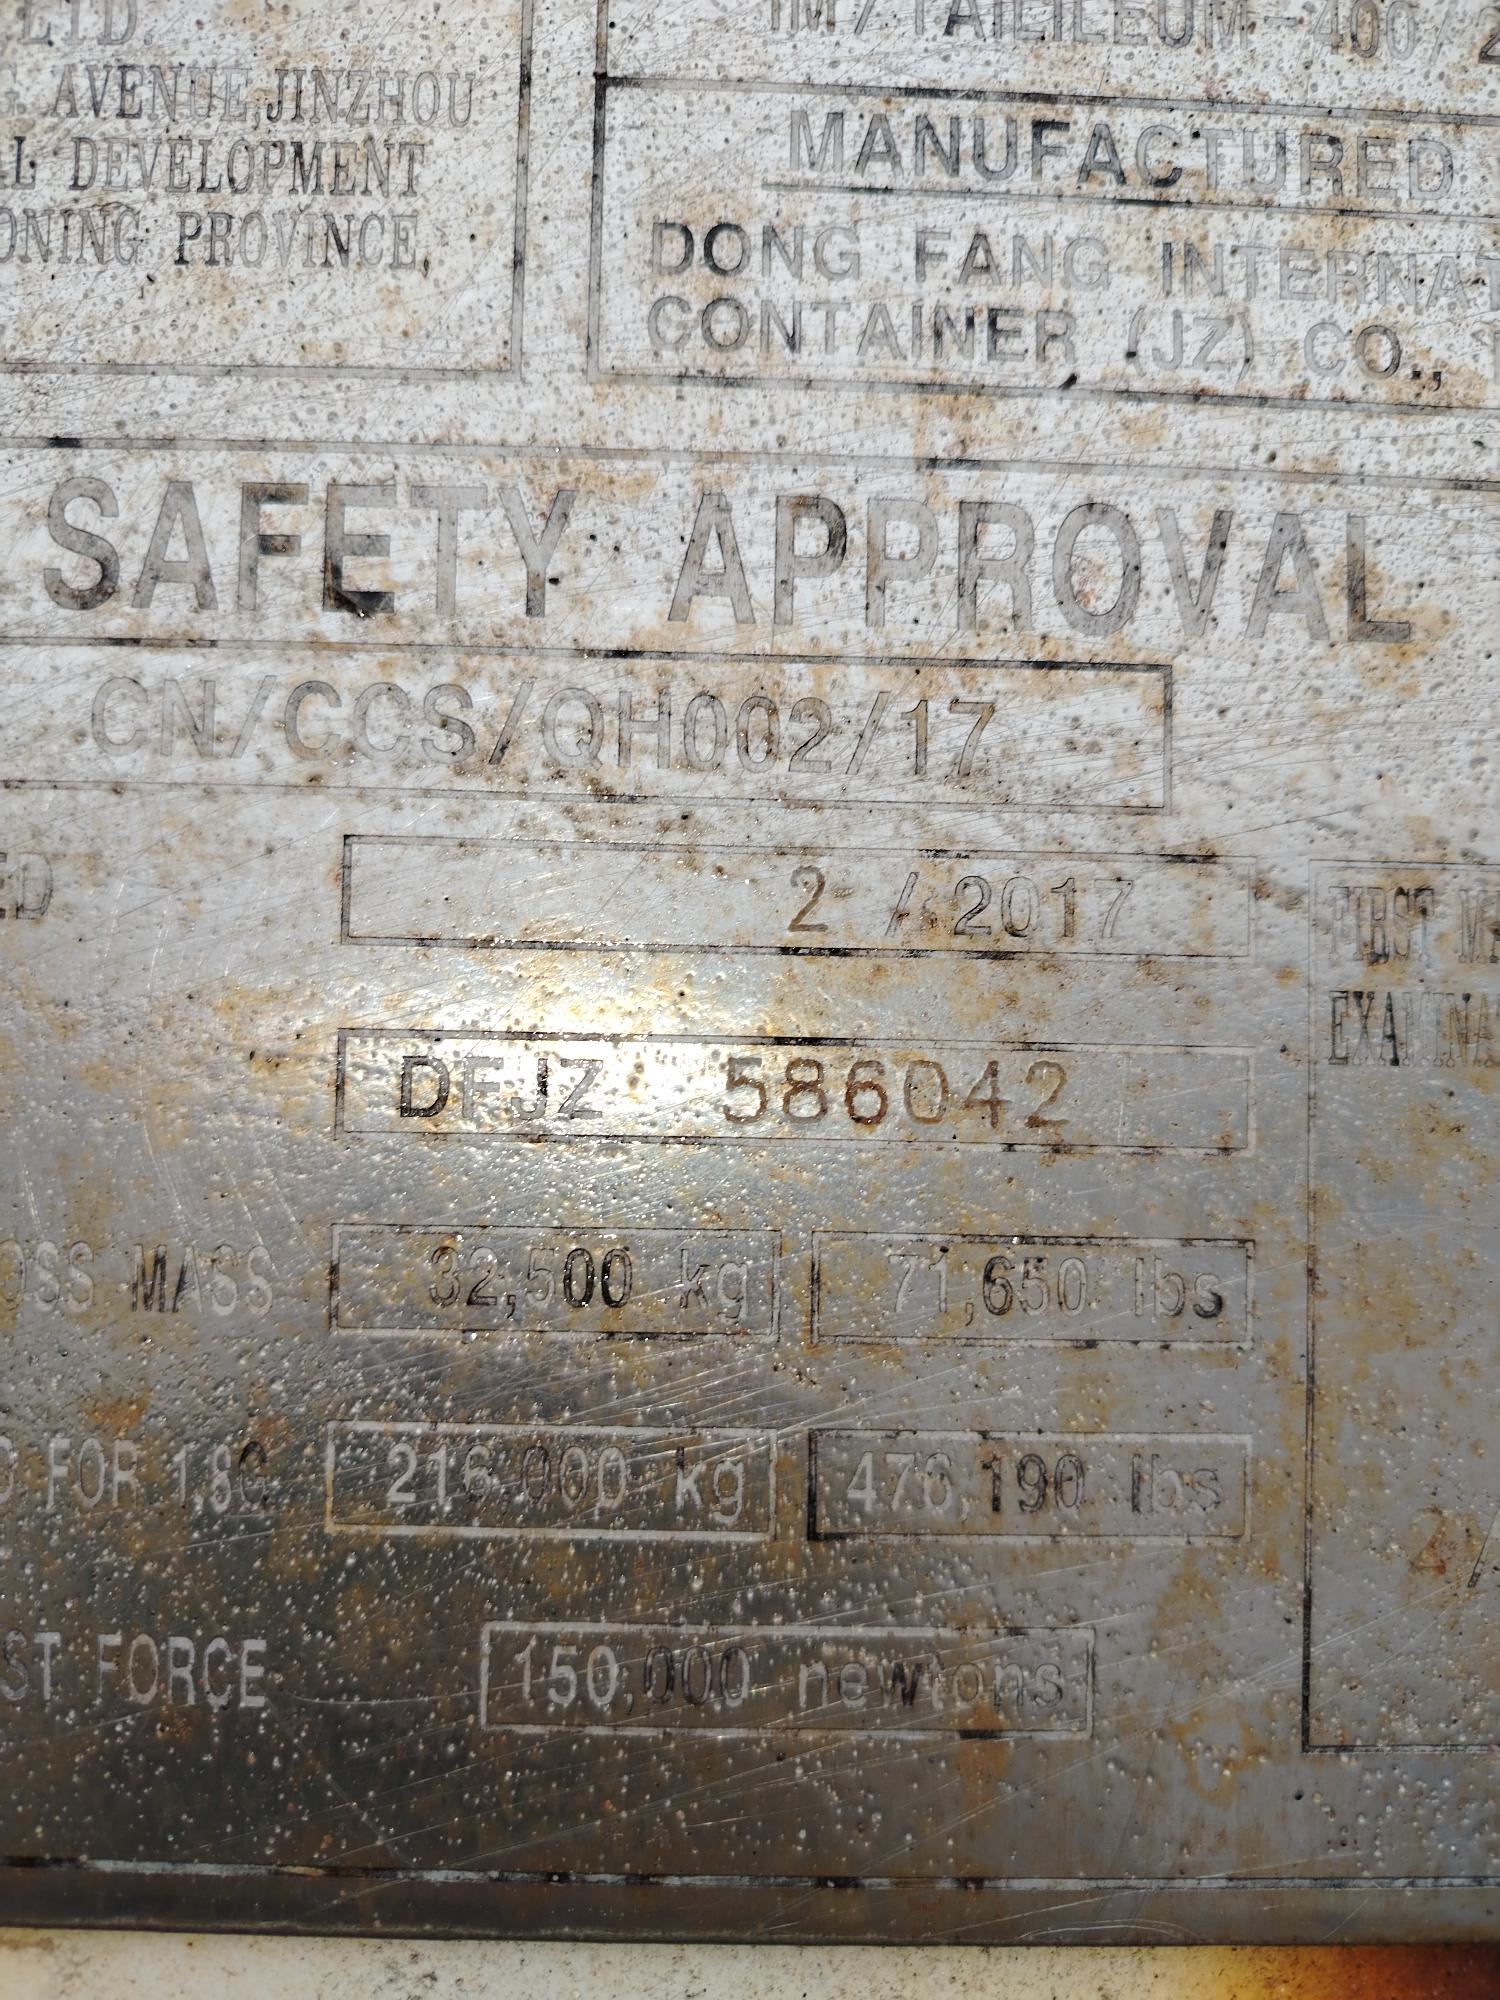 LTD.
AVENUE,JINZHOU
AL DEVELOPMENT
ONING PROVINCE,
MANUFACTURED
DONG FANG INTERNAT
CONTAINER (JZ) CO.,
SAFETY APPROVAL
CN/CCS/QH002/17
ED
2 / 2017
FIRST MA
EXAMINA
DFJZ 586042
OSS MASS 32,500 kg 71,650 lbs
FOR 1.8G 216,000 kg 476,190 lbs
2/
ST FORCE 150,000 newtons